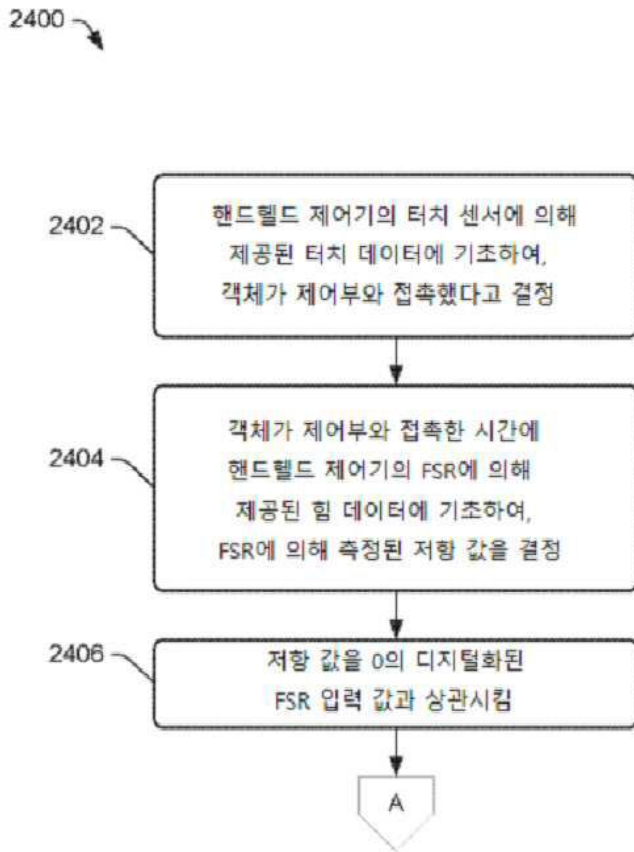 2400
2402
핸드헬드 제어기의 터치 센서에 의해
제공된 터치 데이터에 기초하여,
객체가 제어부와 접촉했다고 결정
2404
객체가 제어부와 접촉한 시간에
핸드헬드 제어기의 FSR에 의해
제공된 힘 데이터에 기초하여,
FSR에 의해 측정된 저항 값을 결정
2406
저항 값을 0의 디지털화된
FSR 입력 값과 상관시킴
A